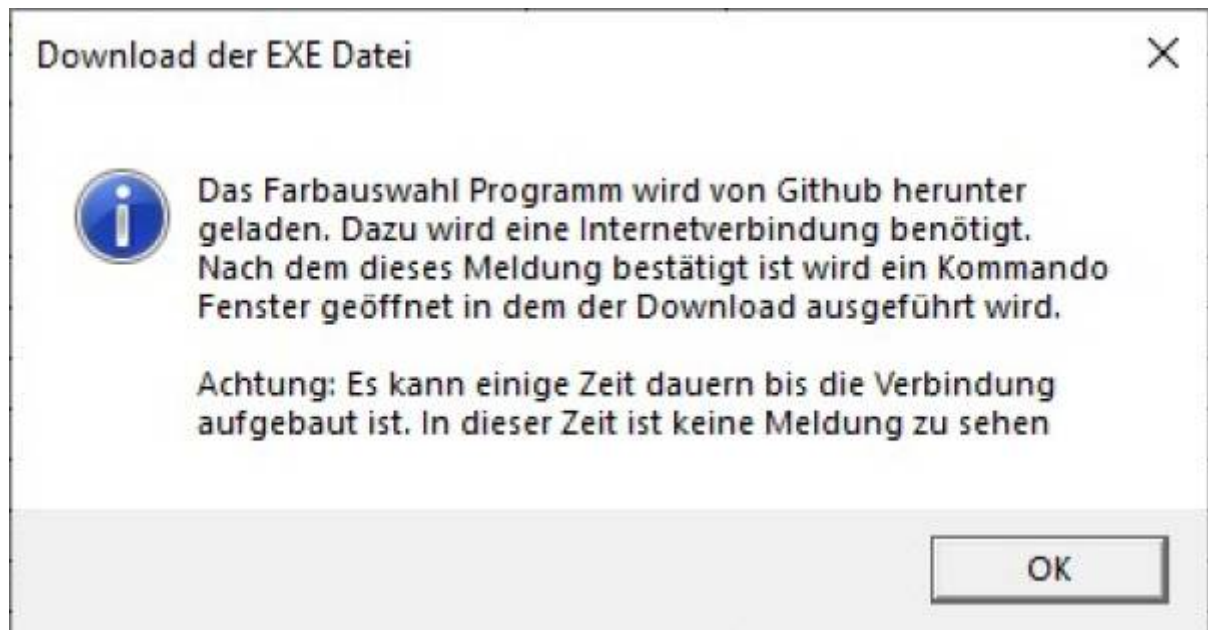 Download der EXE Datei
Das Farbauswahl Programm wird von Github herunter
geladen. Dazu wird eine Internetverbindung benötigt.
Nach dem dieses Meldung bestätigt ist wird ein Kommando
Fenster geöffnet in dem der Download ausgeführt wird.
Achtung: Es kann einige Zeit dauern bis die Verbindung
aufgebaut ist. In dieser Zeit ist keine Meldung zu sehen
OK